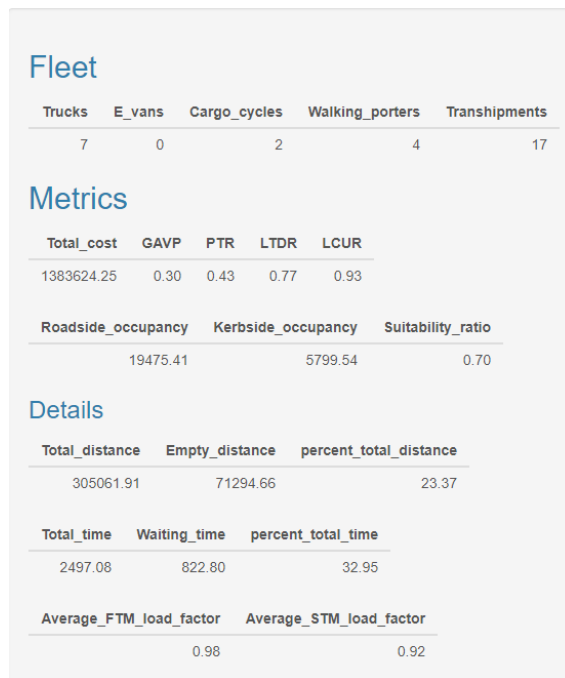 Fleet
Trucks E_vans Cargo_cycles Walking_porters Transhipments
7 0 2 4 17
Metrics
Total_cost GAVP PTR LTDR LCUR
1383624.25 0.30 0.43 0.77 0.93
Roadside_occupancy Kerbside_occupancy Suitability_ratio
19475.41 5799.54 0.70
Details
Total_distance Empty_distance percent_total_distance
305061.91 71294.66 23.37
Total_time Waiting_time percent_total_time
2497.08 822.80 32.95
Average_FTM_load_factor Average_STM_load_factor
0.98 0.92